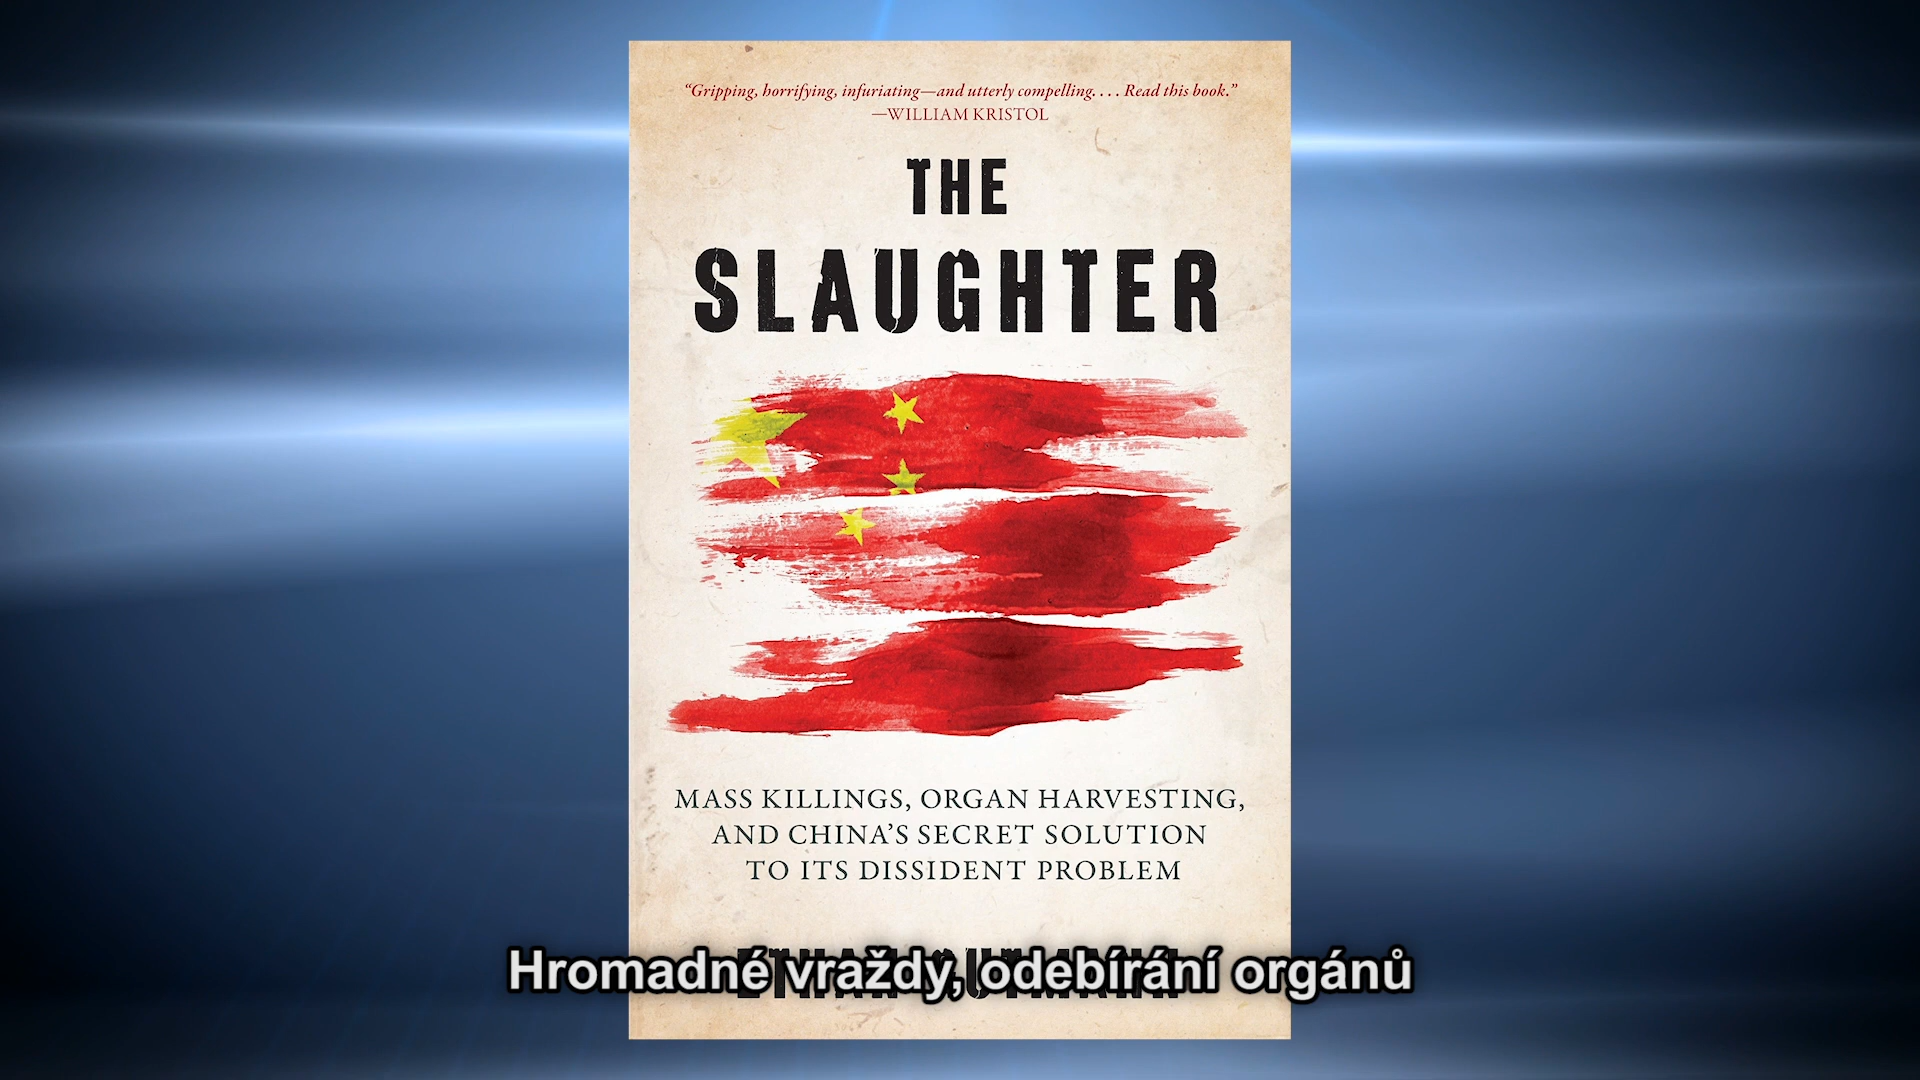 “Gripping, horrifying, infuriating—and utterly compelling. . . . Read this book.”
—WILLIAM KRISTOL
THE
SLAUGHTER
MASS KILLINGS, ORGAN HARVESTING,
AND CHINA’S SECRET SOLUTION
TO ITS DISSIDENT PROBLEM
Hromadné vraždy, odebírání orgánů